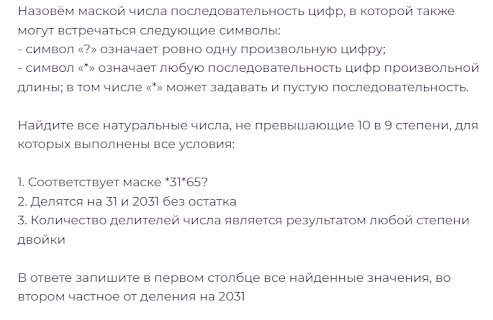 Назовём маской числа последовательность цифр, в которой также
могут встречаться следующие символы:
- символ «?» означает ровно одну произвольную цифру;
- символ «*» означает любую последовательность цифр произвольной
длины; в том числе «*» может задавать и пустую последовательность.
Найдите все натуральные числа, не превышающие 10 в 9 степени, для
которых выполнены все условия:
1. Соответствует маске *31*65?
2. Делятся на 31 и 2031 без остатка
3. Количество делителей числа является результатом любой степени
двойки
В ответе запишите в первом столбце все найденные значения, во
втором частное от деления на 2031